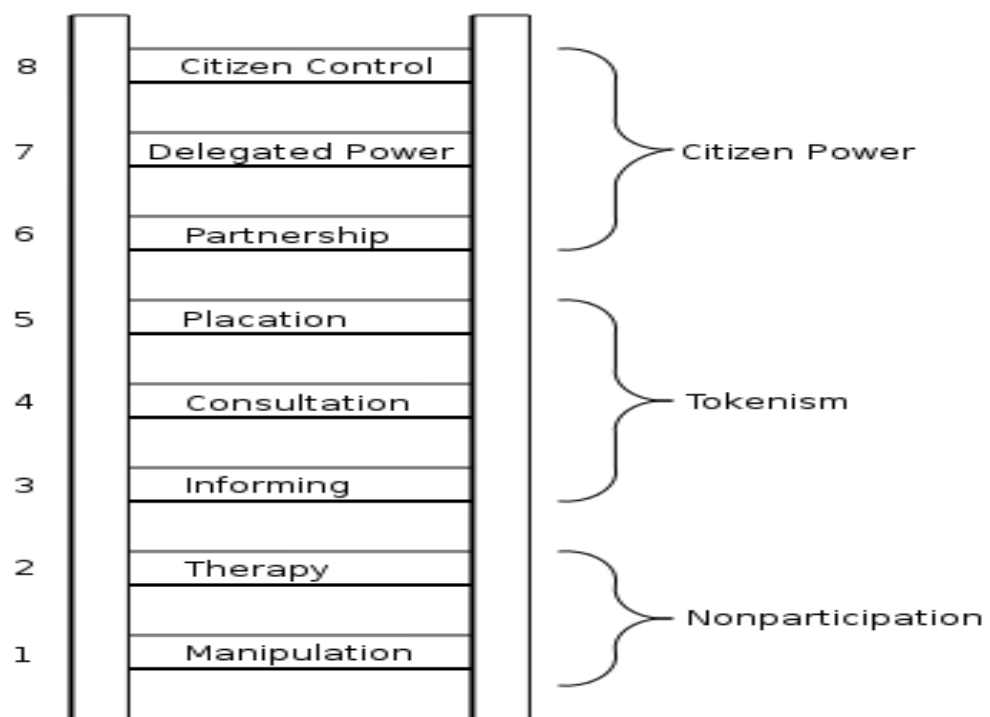 8 Citizen Control
7 Delegated Power Citizen Power
6 Partnership
5 Placation
4 Consultation Tokenism
3 Informing
2 Therapy
Nonparticipation
1 Manipulation